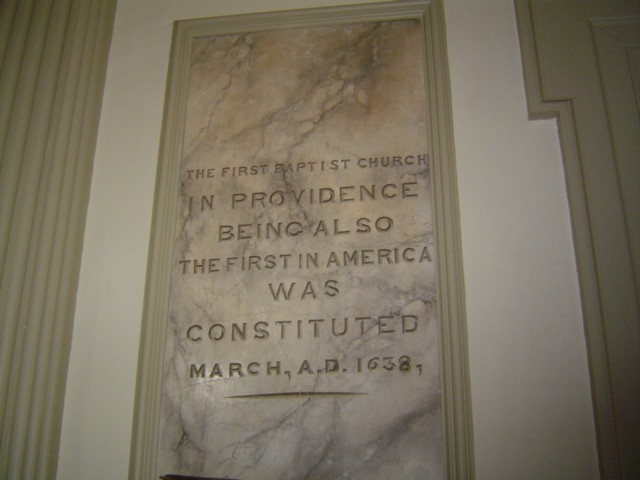 THE FIRST BAPTIST CHURCH
IN PROVIDENCE
BEING ALSO
THE FIRST IN AMERICA
WAS
CONSTITUTED
MARCH, A.D. 1638,